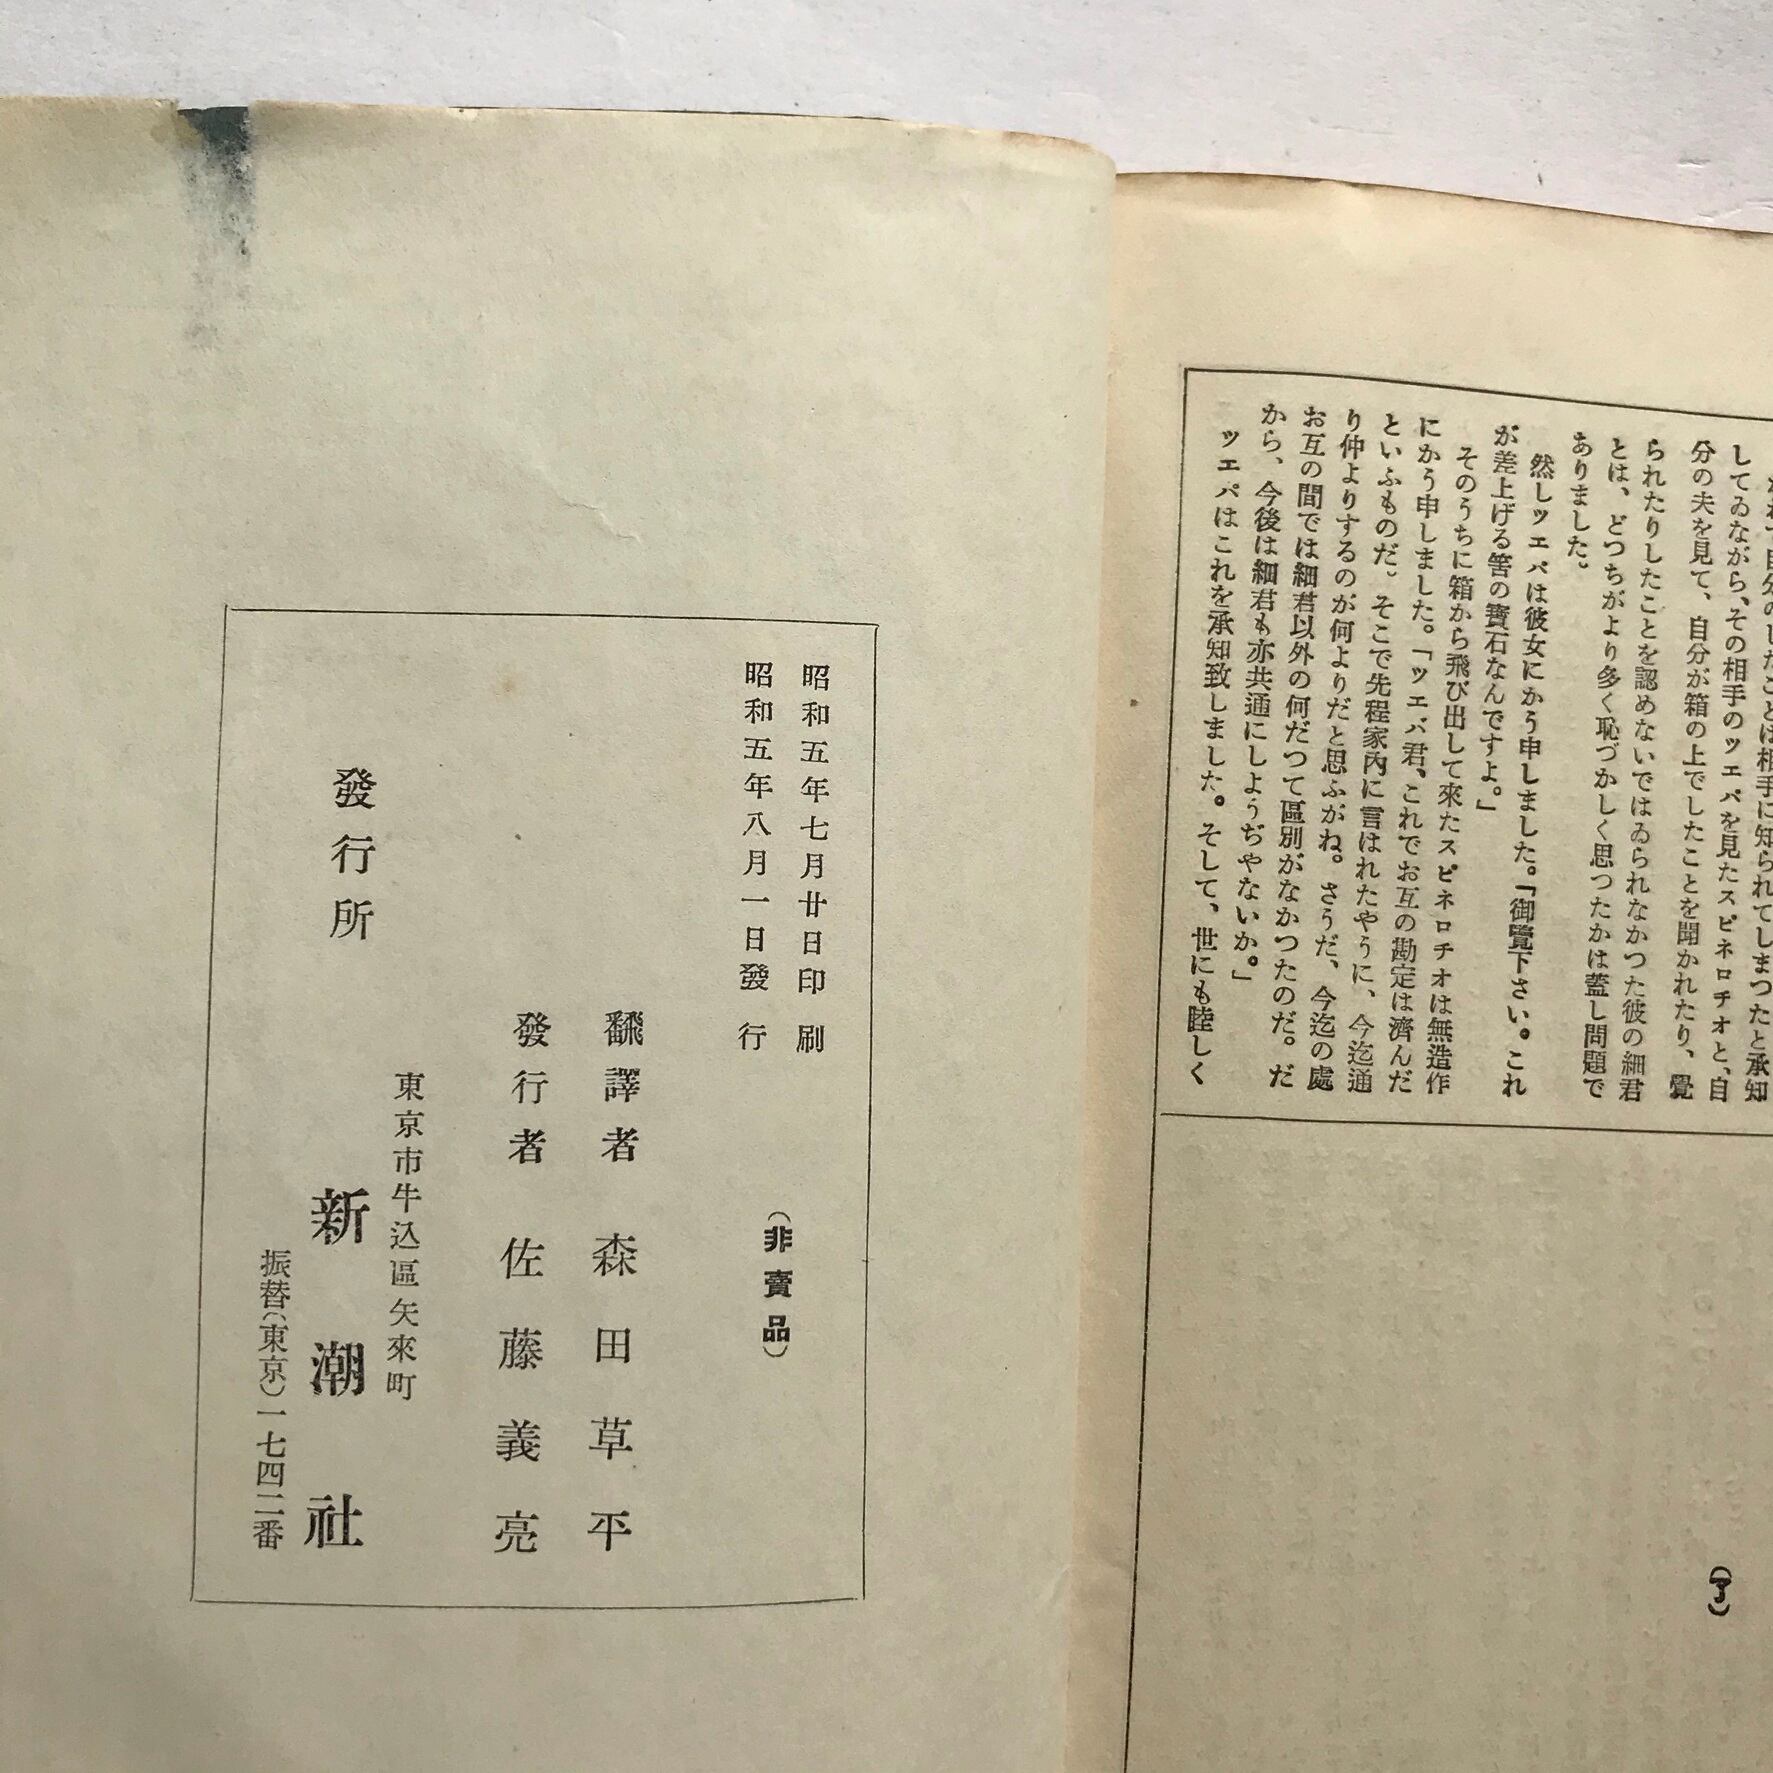 してゐながら、その相手のツエパを見たスピネロチオと、自
分の夫を見て、自分が箱の上でしたことを聞かれたり、覺
られたりしたことを認めないではゐられなかつた彼の細君
とは、どつちがより多く恥づかしく思つたかは蓋し問題で
ありました。
然しツエパは彼女にかう申しました。「御覽下さい。これ
が差上げる筈の寶石なんですよ。」
そのうちに箱から飛び出して來たスピネロチオは無造作
にかう申しました。「ツエパ君、これでお互の勘定は濟んだ
といふものだ。そこで先程家內に言はれたやうに、今迄通
り仲よりするのが何よりだと思ふがね。さうだ、今迄の處
お互の間では細君以外の何だつて區別がなかつたのだ。だ
から、今後は細君も亦共通にしようぢやないか。」
ツエパはこれを承知致しました。そして、世にも睦しく
(了)
昭和五年七月廿日印刷
昭和五年八月一日發行
(非賣品)
飜譯者 森田草平
發行者 佐藤義亮
東京市牛込區矢來町
發行所 新潮社
振替(東京)一七四二番